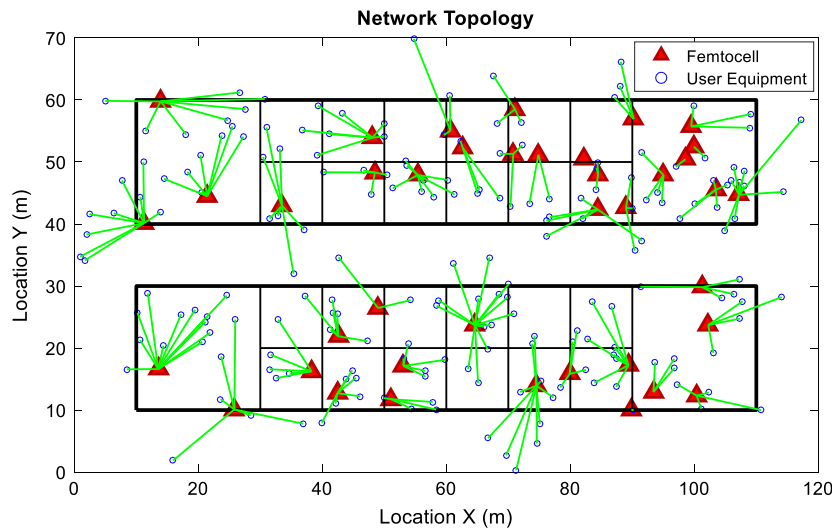 Network Topology
Femtocell
User Equipment
Location Y (m)
70
60
50
40
30
20
10
0
0 20 40 60 80 100 120
Location X (m)